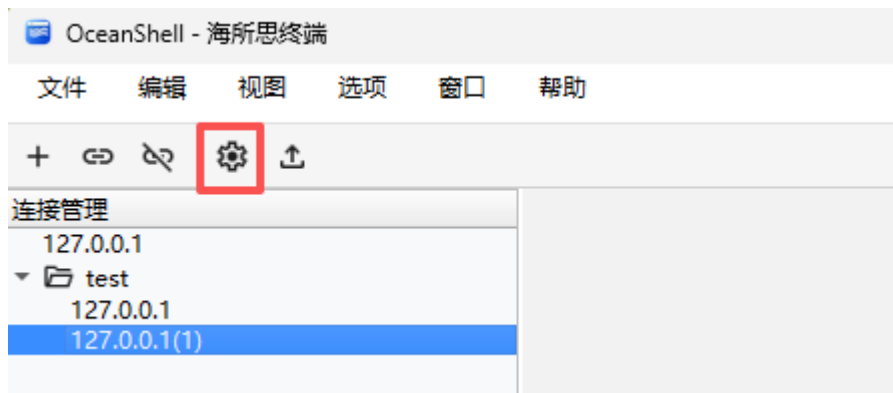 OceanShell - 海所思终端
文件 编辑 视图 选项 窗口 帮助
连接管理
127.0.0.1
test
127.0.0.1
127.0.0.1(1)